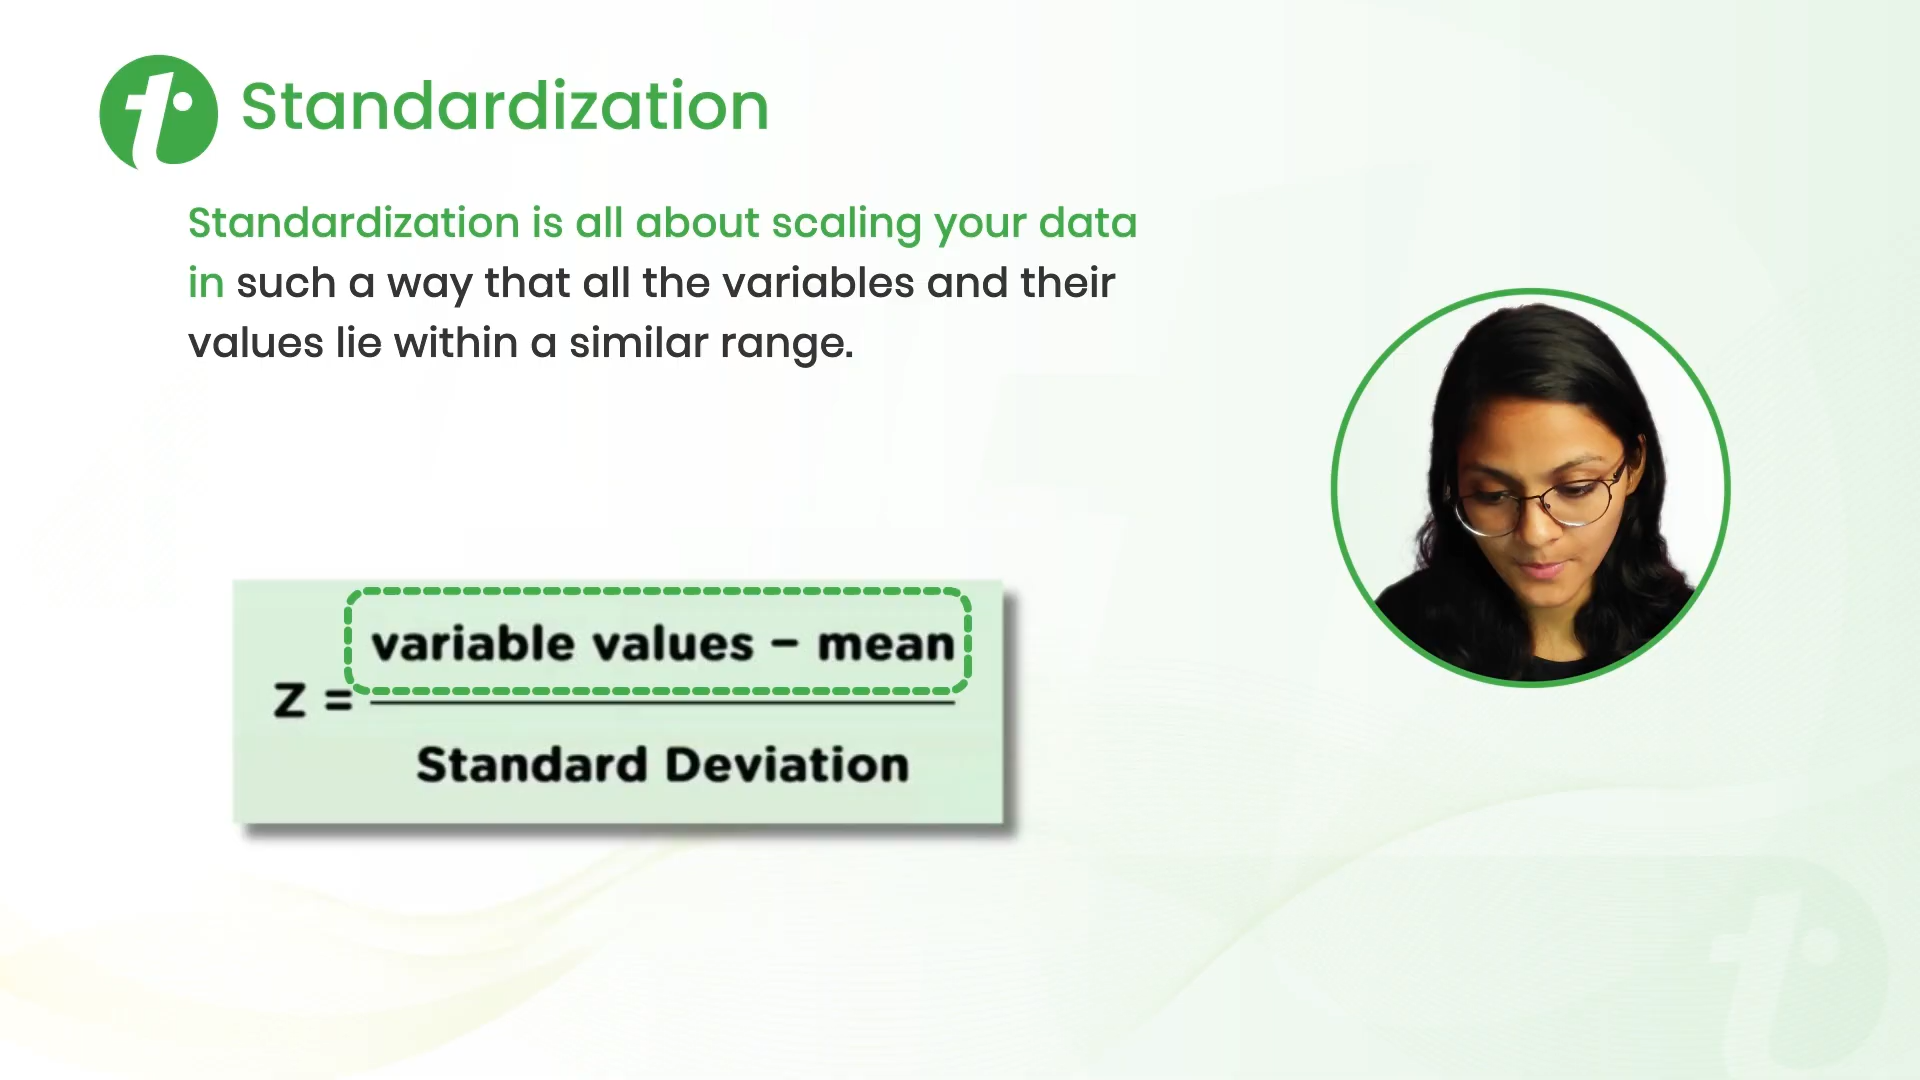 Standardization
Standardization is all about scaling your data
in such a way that all the variables and their
values lie within a similar range.
variable values – mean
Z =
Standard Deviation